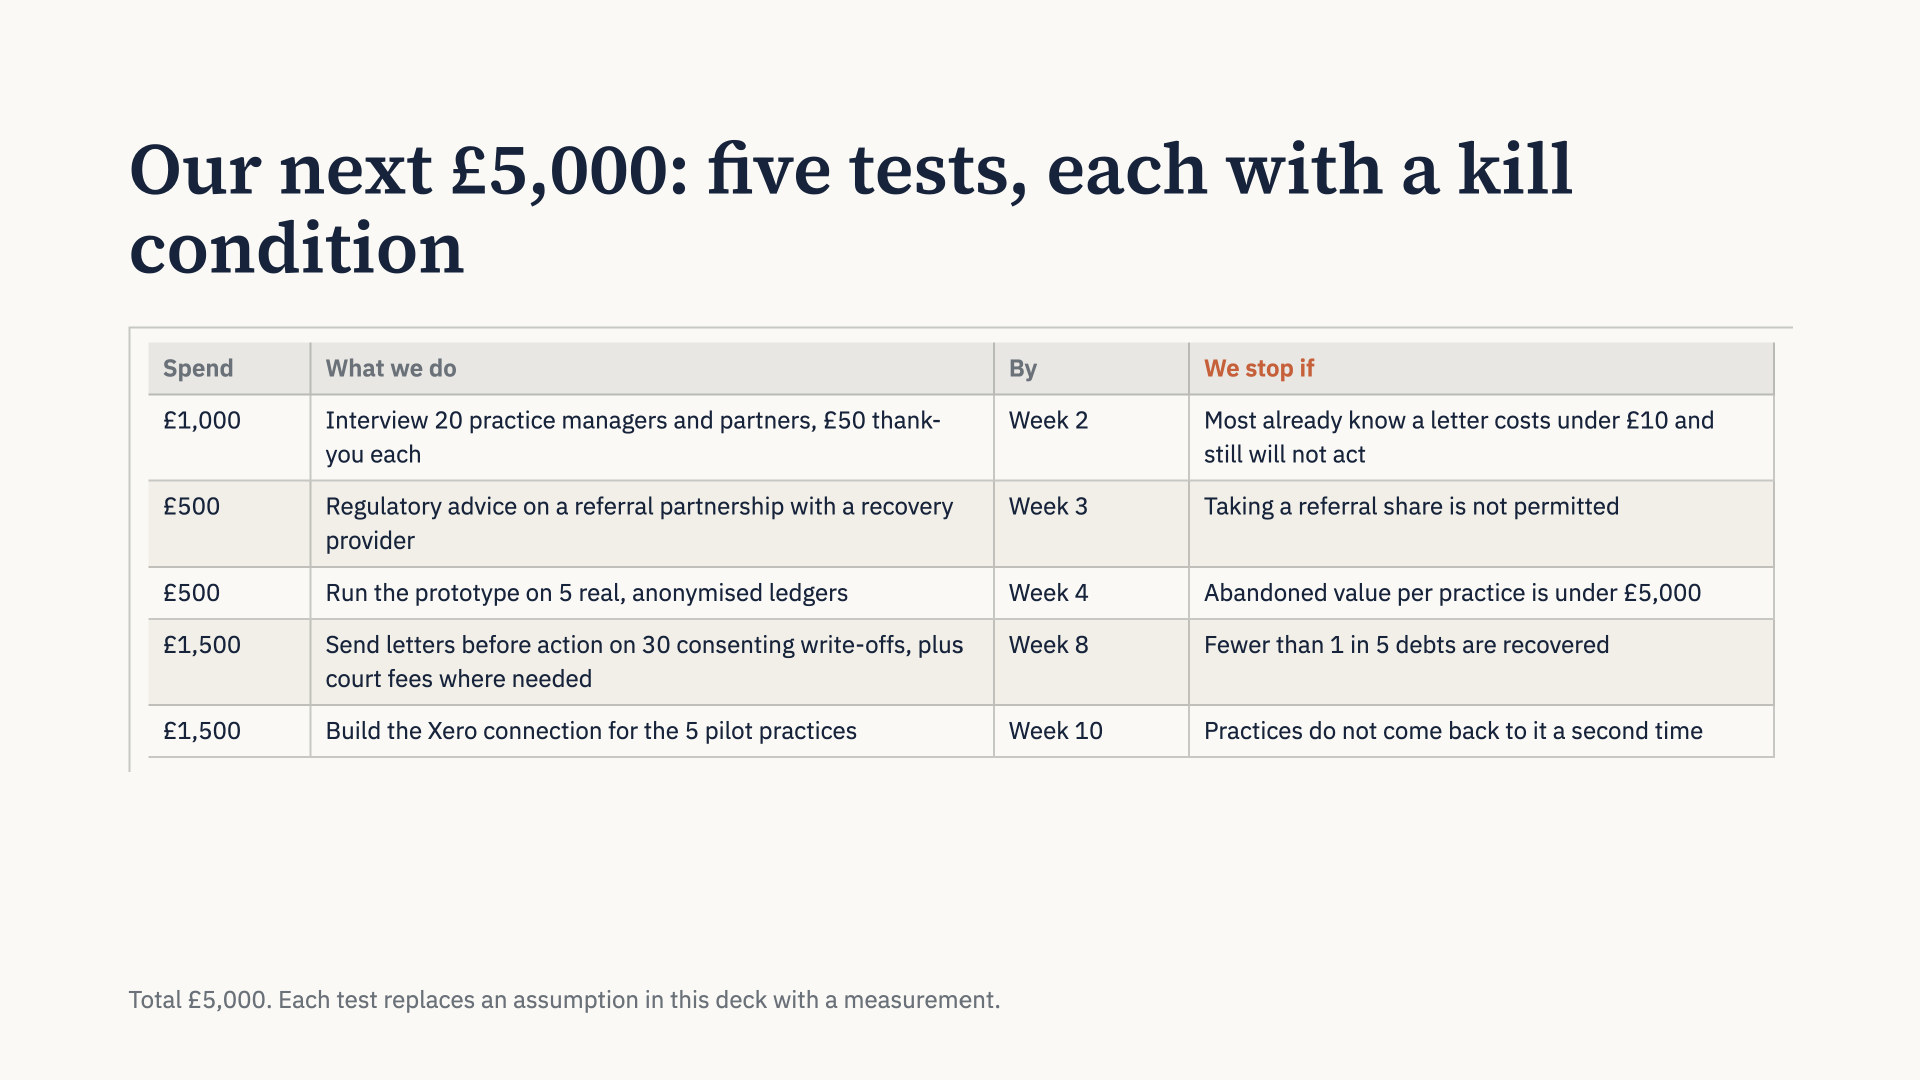 Our next £5,000: five tests, each with a kill
condition
Spend What we do By We stop if
£1,000 Interview 20 practice managers and partners, £50 thank- Week 2 Most already know a letter costs under £10 and
you each still will not act
£500 Regulatory advice on a referral partnership with a recovery Week 3 Taking a referral share is not permitted
provider
£500 Run the prototype on 5 real, anonymised ledgers Week 4 Abandoned value per practice is under £5,000
£1,500 Send letters before action on 30 consenting write-offs, plus Week 8 Fewer than 1 in 5 debts are recovered
court fees where needed
£1,500 Build the Xero connection for the 5 pilot practices Week 10 Practices do not come back to it a second time
Total £5,000. Each test replaces an assumption in this deck with a measurement.